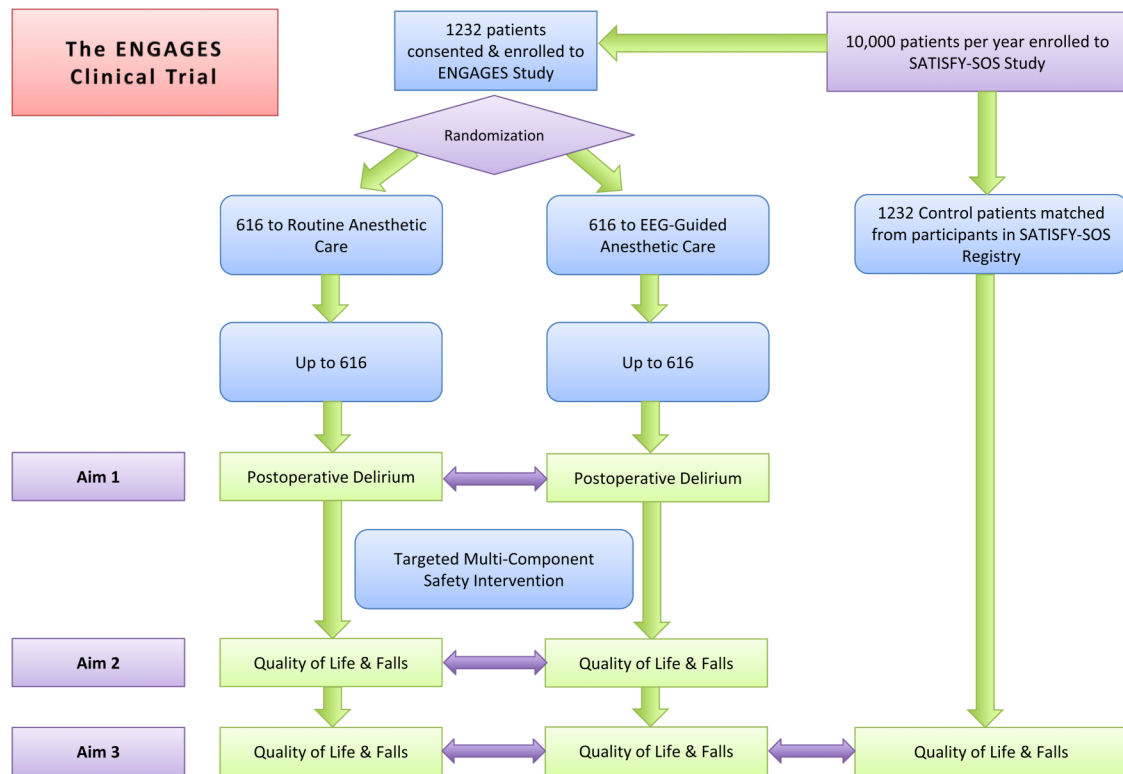 The ENGAGES
Clinical Trial
1232 patients
consented & enrolled to
ENGAGES Study
10,000 patients per year enrolled to
SATISFY-SOS Study
Randomization
616 to Routine Anesthetic
Care
616 to EEG-Guided
Anesthetic Care
1232 Control patients matched
from participants in SATISFY-SOS
Registry
Up to 616
Up to 616
Aim 1
Postoperative Delirium
Postoperative Delirium
Targeted Multi-Component
Safety Intervention
Aim 2
Quality of Life & Falls
Quality of Life & Falls
Aim 3
Quality of Life & Falls
Quality of Life & Falls
Quality of Life & Falls